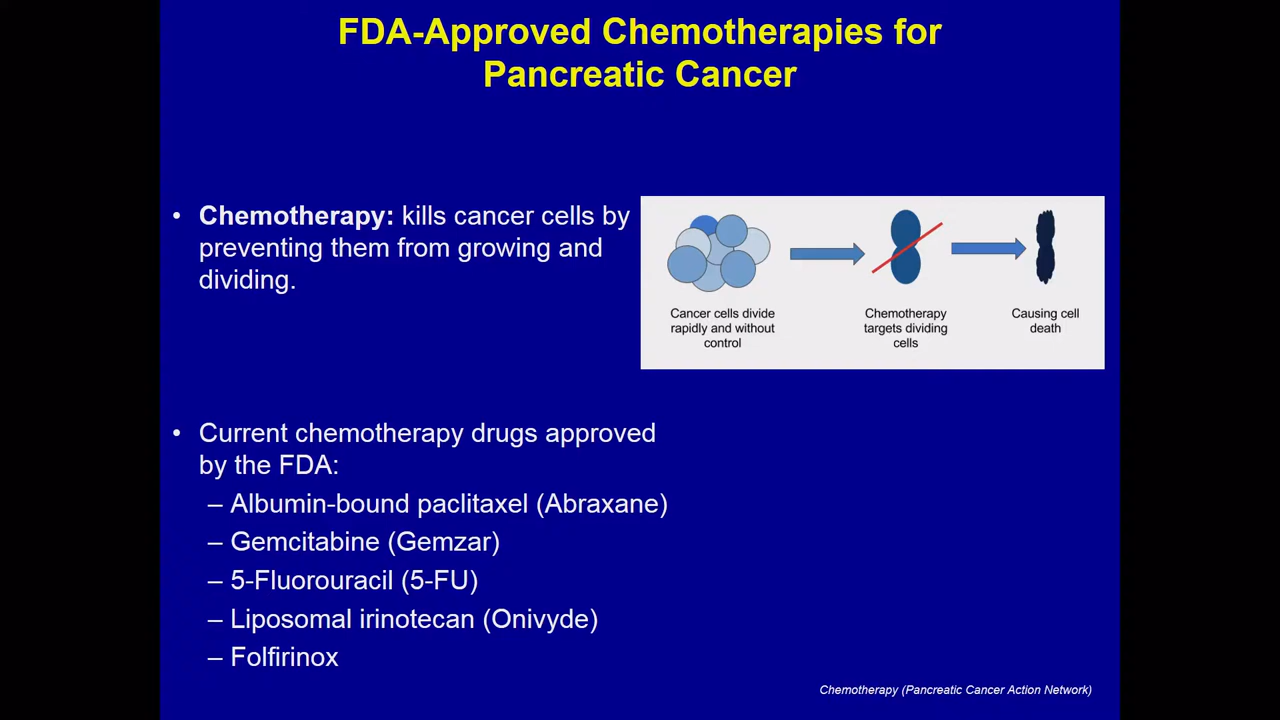 FDA-Approved Chemotherapies for
Pancreatic Cancer
• Chemotherapy: kills cancer cells by
preventing them from growing and
dividing.
Cancer cells divide
rapidly and without
control
Chemotherapy
targets dividing
cells
Causing cell
death
• Current chemotherapy drugs approved
by the FDA:
– Albumin-bound paclitaxel (Abraxane)
– Gemcitabine (Gemzar)
– 5-Fluorouracil (5-FU)
– Liposomal irinotecan (Onivyde)
– Folfirinox
Chemotherapy (Pancreatic Cancer Action Network)